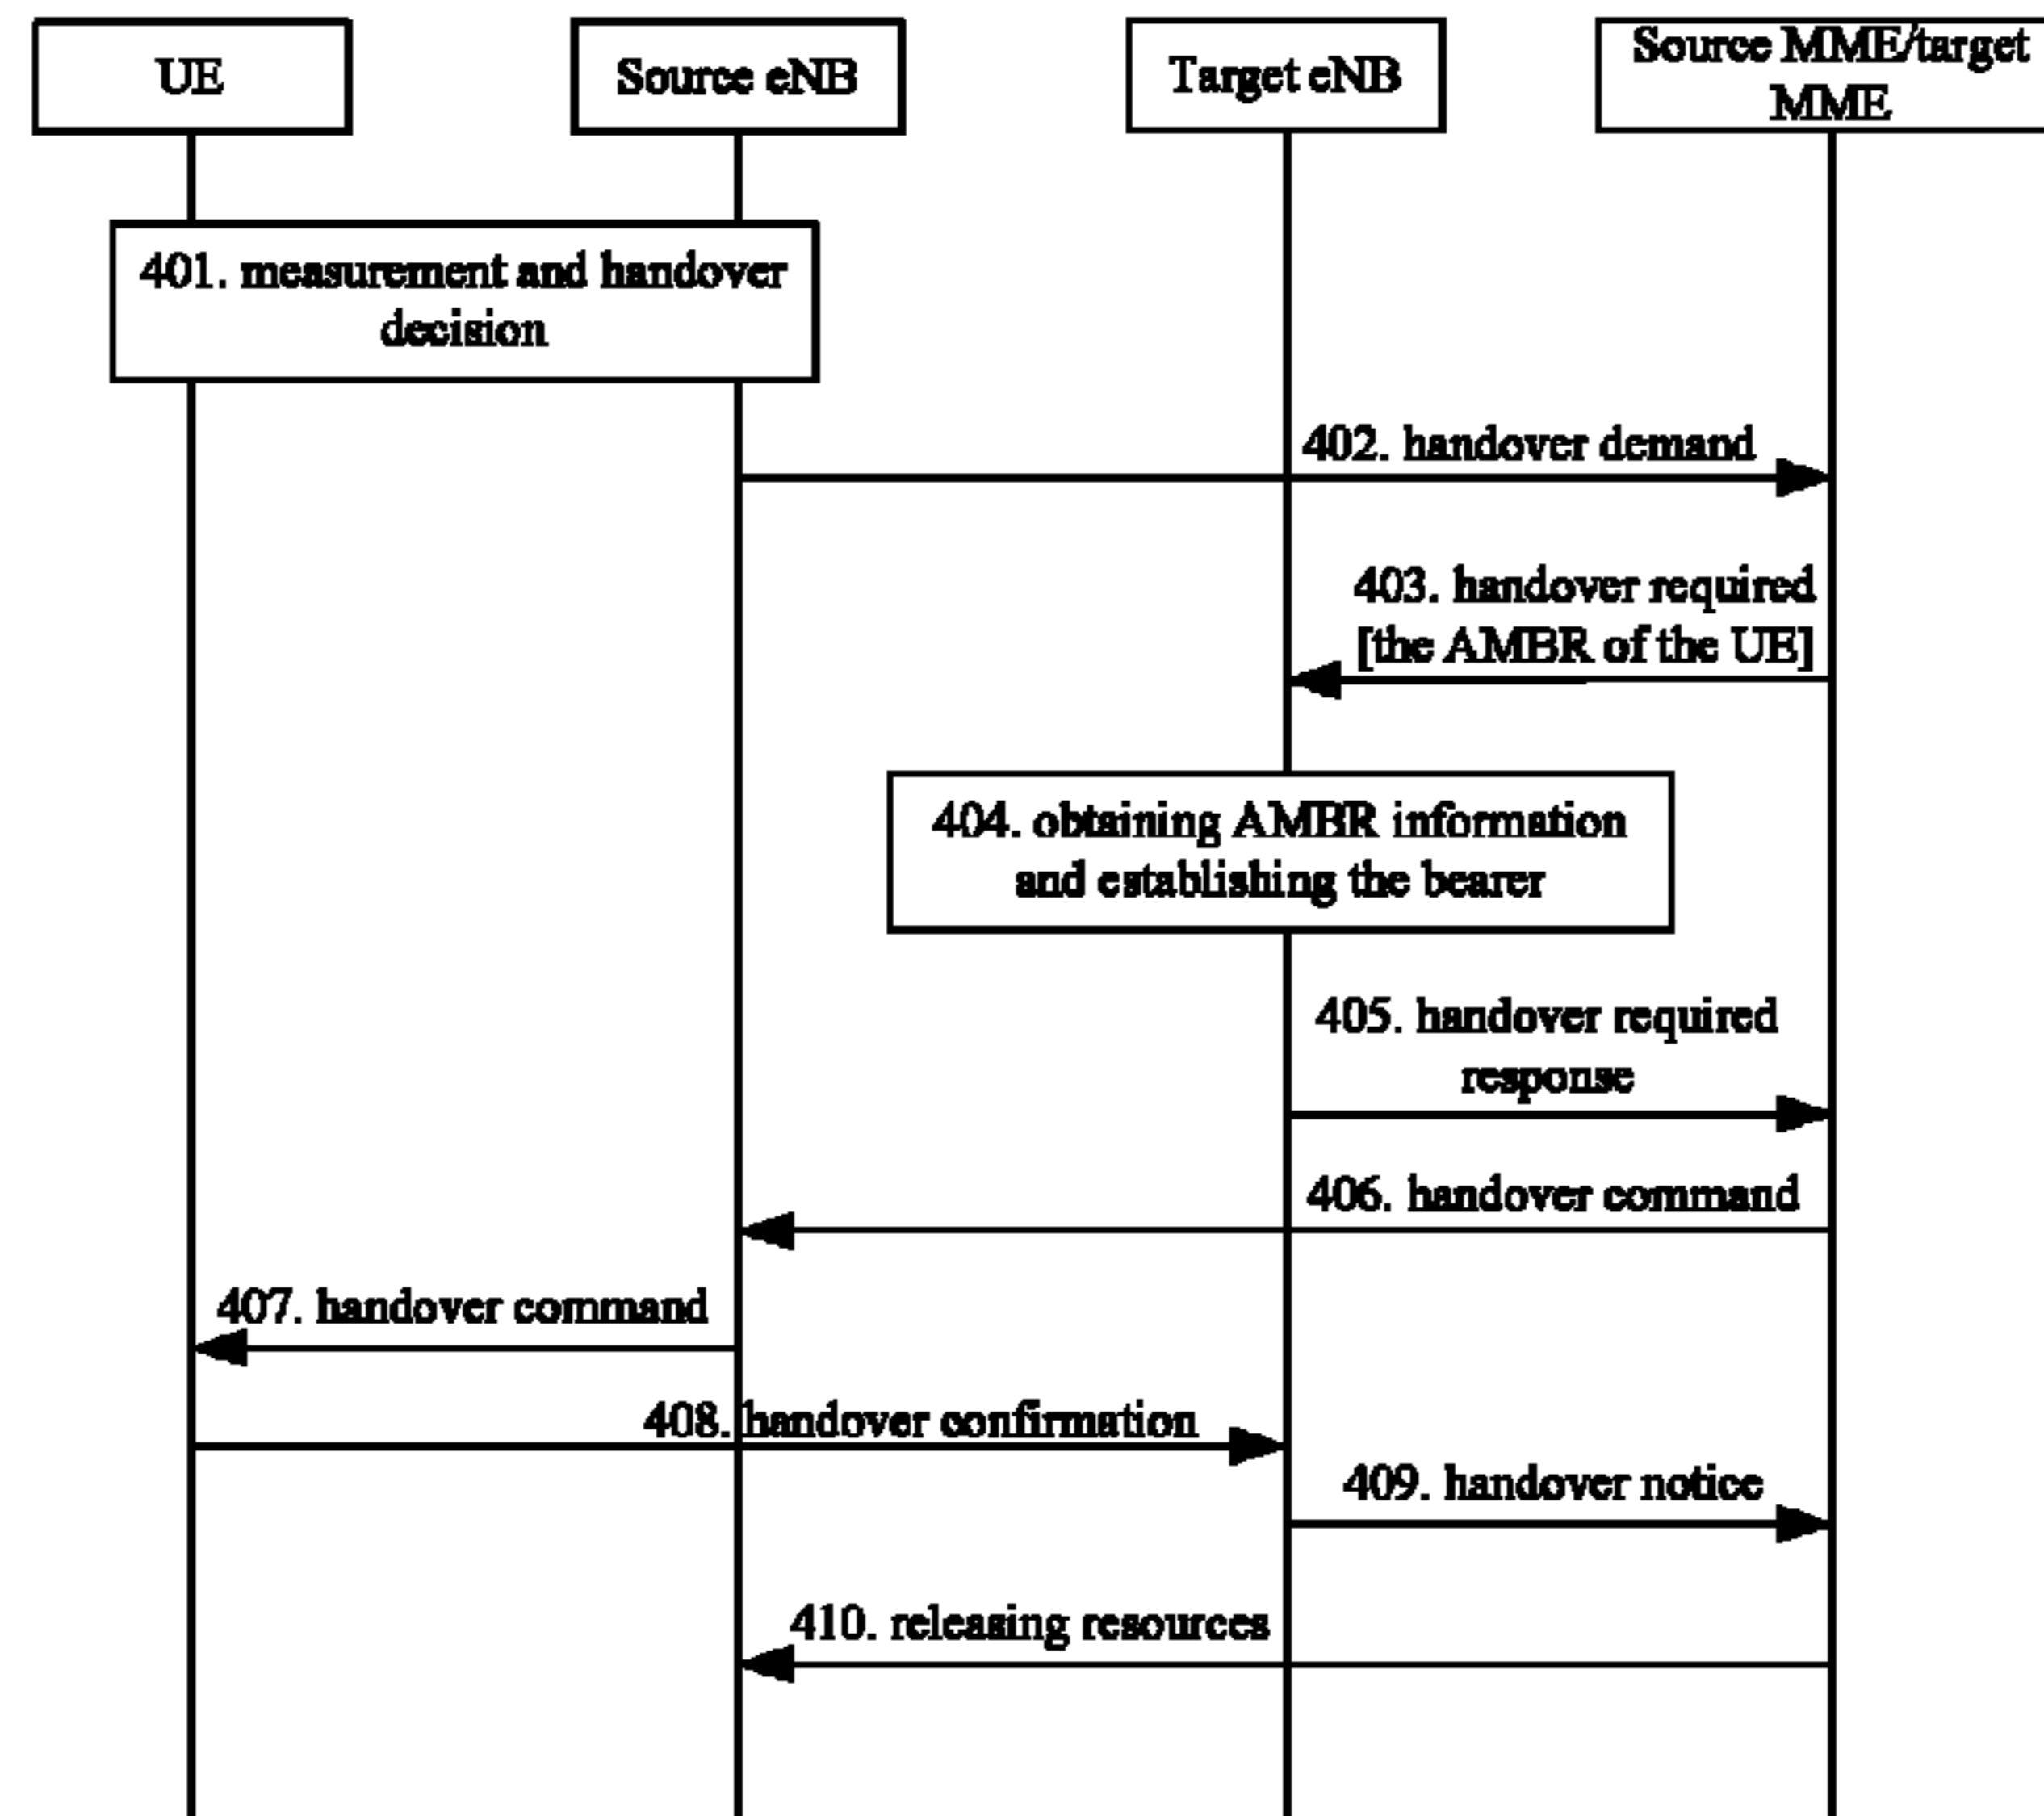 UE
Source eNB
Target eNB
Source MME/target
MME
401. measurement and handover
decision
402. handover demand
403. handover required
[the AMBR of the UE]
404. obtaining AMBR information
and establishing the bearer
405. handover required
response
406. handover command
407. handover command
408. handover confirmation
409. handover notice
410. releasing resources